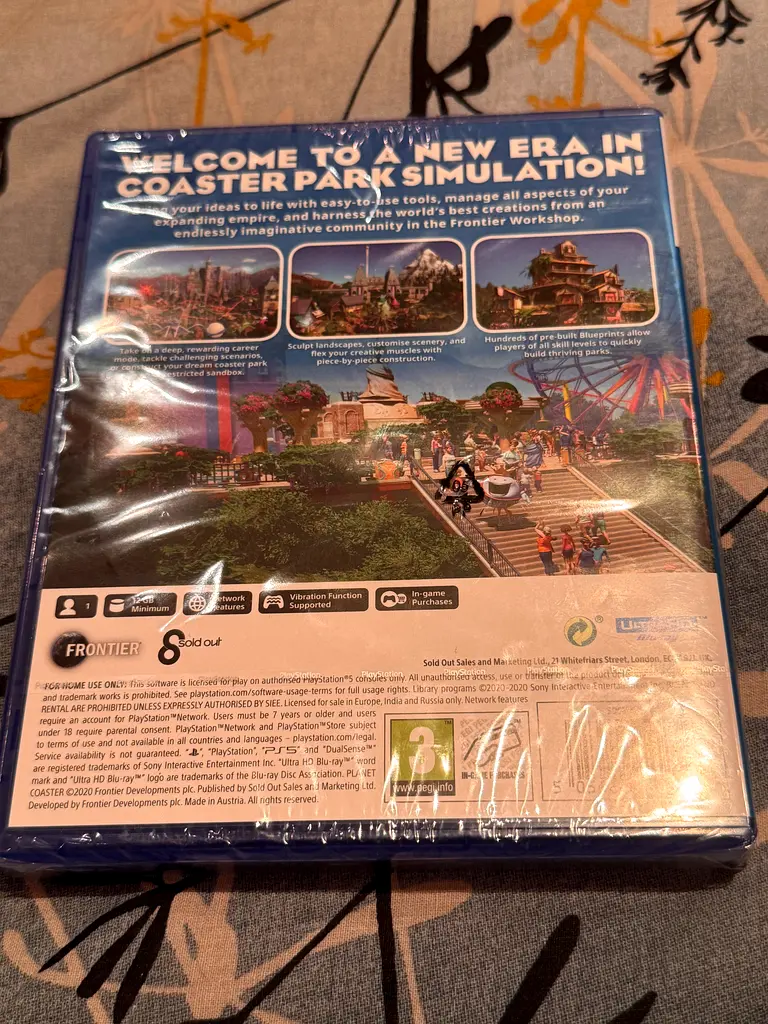 WELCOME TO A NEW ERA IN
COASTER PARK SIMULATION!
your ideas to life with easy-to-use tools, manage all aspects of your
expanding empire, and harness the world's best creations from an
endlessly imaginative community in the Frontier Workshop.
Take on a deep, rewarding career
mode, tackle challenging scenarios,
or construct your dream coaster park
restricted sandbox.
Sculpt landscapes, customise scenery, and
flex your creative muscles with
piece-by-piece construction.
Hundreds of pre-built Blueprints allow
players of all skill levels to quickly
build thriving parks.
1
12 GB
Minimum
Network
Features
Vibration Function
Supported
In-game
Purchases
FRONTIER
Sold out
ULTRA HD
Blu-ray
Sold Out Sales and Marketing Ltd., 21 Whitefriars Street, London,
FOR HOME USE ONLY: This software is licensed for play on authorised PlayStation®5 consoles only. All unauthorised access, use or transfer of the product
and trademark works is prohibited. See playstation.com/software-usage-terms for full usage rights. Library programs ©2020 -2020 Sony Interactive Entertainment
RENTAL ARE PROHIBITED UNLESS EXPRESSLY AUTHORISED BY SIEE. Licensed for sale in Europe, India and Russia only. Network features
require an account for PlayStation™Network. Users must be 7 years or older and users
under 18 require parental consent. PlayStation™Network and PlayStation™Store subject
to terms of use and not available in all countries and languages – playstation.com/legal.
Service availability is not guaranteed. "PlayStation", "PS5" and "DualSense™"
are registered trademarks of Sony Interactive Entertainment Inc. "Ultra HD Blu-ray™" word
mark and "Ultra HD Blu-ray™" logo are trademarks of the Blu-ray Disc Association. PLANET
COASTER ©2020 Frontier Developments plc. Published by Sold Out Sales and Marketing Ltd.
Developed by Frontier Developments plc. Made in Austria. All rights reserved.
3
www.pegi.info
IN-GAME PURCHASES